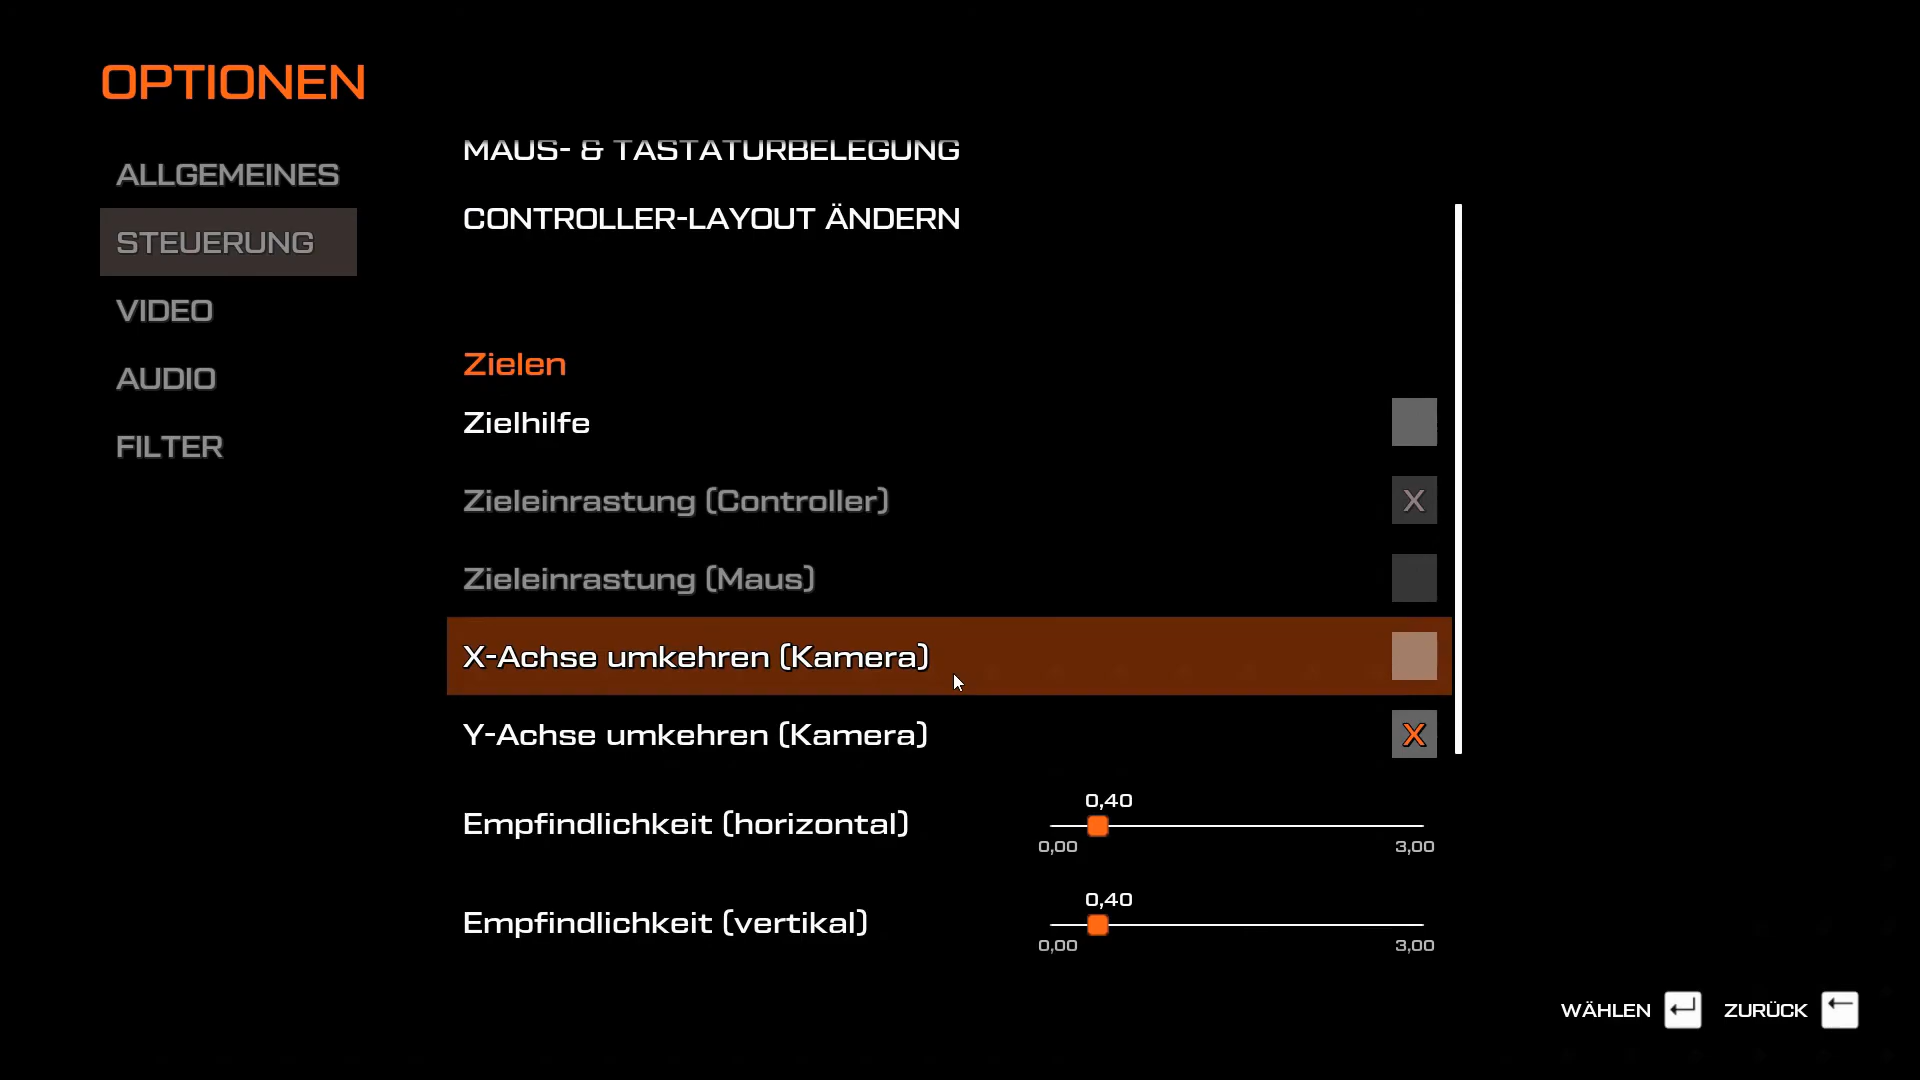 OPTIONEN
ALLGEMEINES
STEUERUNG
VIDEO
AUDIO
FILTER
MAUS- & TASTATURBELEGUNG
CONTROLLER-LAYOUT ÄNDERN
Zielen
Zielhilfe
Zieleinrastung (Controller) X
Zieleinrastung (Maus)
X-Achse umkehren (Kamera)
Y-Achse umkehren (Kamera) X
0,40
Empfindlichkeit (horizontal)
0,00 3,00
0,40
Empfindlichkeit (vertikal)
0,00 3,00
WÄHLEN ZURÜCK